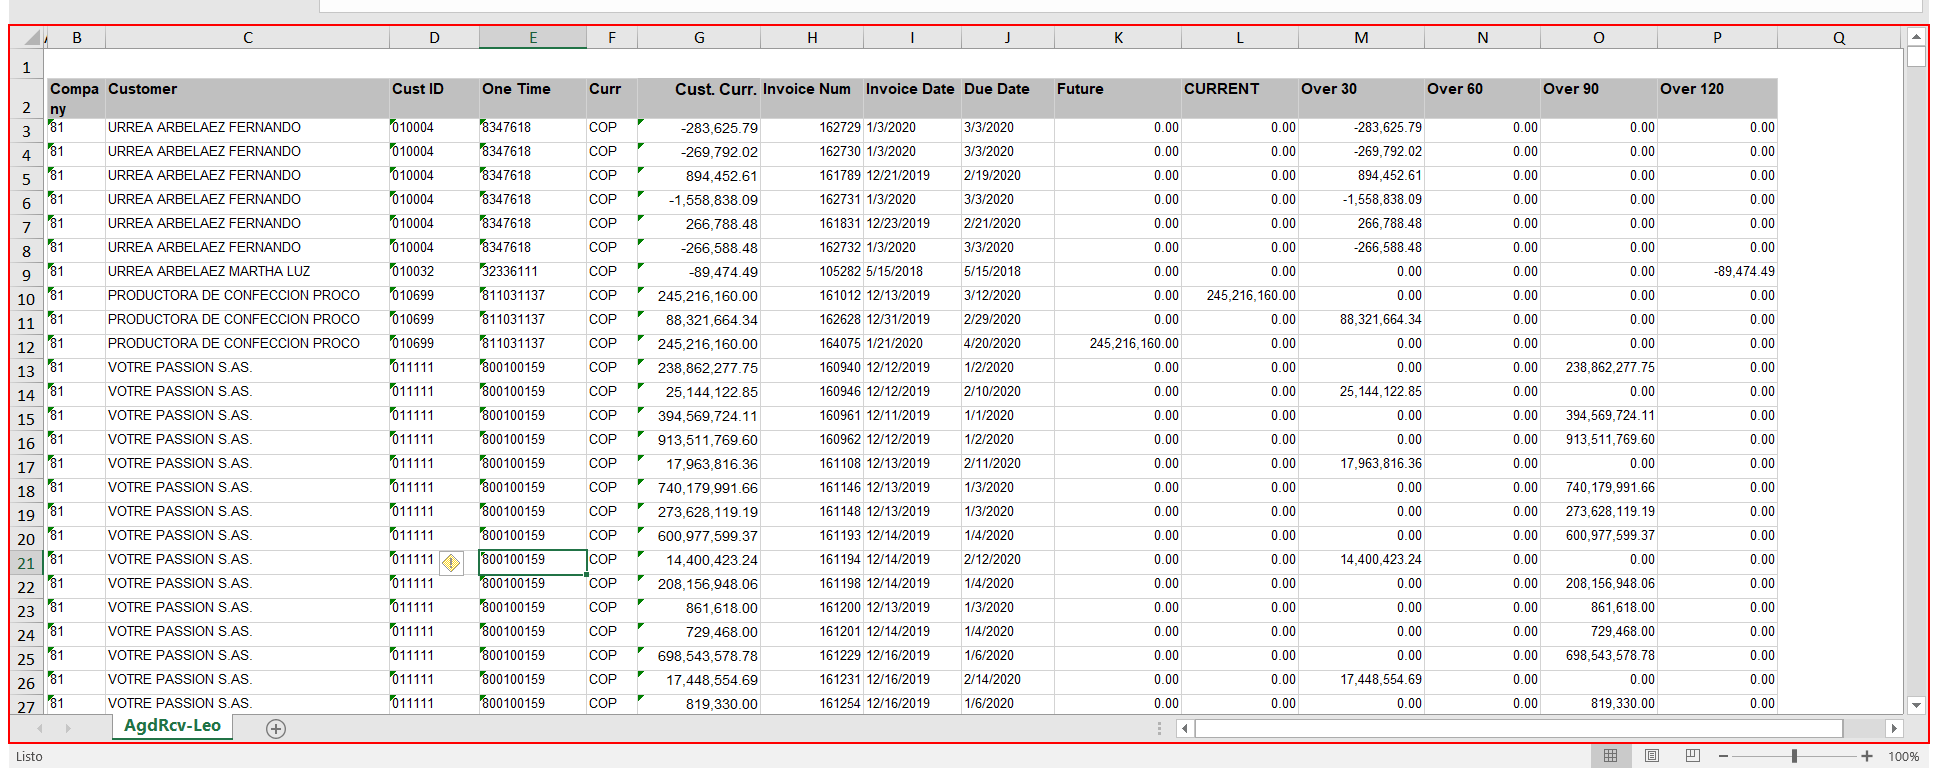 B C D E F G H I J K L M N O P Q
1
2 Company Customer Cust ID One Time Curr Cust. Curr. Invoice Num Invoice Date Due Date Future CURRENT Over 30 Over 60 Over 90 Over 120
3 81 URREA ARBELAEZ FERNANDO 010004 8347618 COP -283,625.79 162729 1/3/2020 3/3/2020 0.00 0.00 -283,625.79 0.00 0.00 0.00
4 81 URREA ARBELAEZ FERNANDO 010004 8347618 COP -269,792.02 162730 1/3/2020 3/3/2020 0.00 0.00 -269,792.02 0.00 0.00 0.00
5 81 URREA ARBELAEZ FERNANDO 010004 8347618 COP 894,452.61 161789 12/21/2019 2/19/2020 0.00 0.00 894,452.61 0.00 0.00 0.00
6 81 URREA ARBELAEZ FERNANDO 010004 8347618 COP -1,558,838.09 162731 1/3/2020 3/3/2020 0.00 0.00 -1,558,838.09 0.00 0.00 0.00
7 81 URREA ARBELAEZ FERNANDO 010004 8347618 COP 266,788.48 161831 12/23/2019 2/21/2020 0.00 0.00 266,788.48 0.00 0.00 0.00
8 81 URREA ARBELAEZ FERNANDO 010004 8347618 COP -266,588.48 162732 1/3/2020 3/3/2020 0.00 0.00 -266,588.48 0.00 0.00 0.00
9 81 URREA ARBELAEZ MARTHA LUZ 010032 32336111 COP -89,474.49 105282 5/15/2018 5/15/2018 0.00 0.00 0.00 0.00 0.00 -89,474.49
10 81 PRODUCTORA DE CONFECCION PROCO 010699 811031137 COP 245,216,160.00 161012 12/13/2019 3/12/2020 0.00 245,216,160.00 0.00 0.00 0.00 0.00
11 81 PRODUCTORA DE CONFECCION PROCO 010699 811031137 COP 88,321,664.34 162628 12/31/2019 2/29/2020 0.00 0.00 88,321,664.34 0.00 0.00 0.00
12 81 PRODUCTORA DE CONFECCION PROCO 010699 811031137 COP 245,216,160.00 164075 1/21/2020 4/20/2020 245,216,160.00 0.00 0.00 0.00 0.00 0.00
13 81 VOTRE PASSION S.AS. 011111 800100159 COP 238,862,277.75 160940 12/12/2019 1/2/2020 0.00 0.00 0.00 0.00 238,862,277.75 0.00
14 81 VOTRE PASSION S.AS. 011111 800100159 COP 25,144,122.85 160946 12/12/2019 2/10/2020 0.00 0.00 25,144,122.85 0.00 0.00 0.00
15 81 VOTRE PASSION S.AS. 011111 800100159 COP 394,569,724.11 160961 12/11/2019 1/1/2020 0.00 0.00 0.00 0.00 394,569,724.11 0.00
16 81 VOTRE PASSION S.AS. 011111 800100159 COP 913,511,769.60 160962 12/12/2019 1/2/2020 0.00 0.00 0.00 0.00 913,511,769.60 0.00
17 81 VOTRE PASSION S.AS. 011111 800100159 COP 17,963,816.36 161108 12/13/2019 2/11/2020 0.00 0.00 17,963,816.36 0.00 0.00 0.00
18 81 VOTRE PASSION S.AS. 011111 800100159 COP 740,179,991.66 161146 12/13/2019 1/3/2020 0.00 0.00 0.00 0.00 740,179,991.66 0.00
19 81 VOTRE PASSION S.AS. 011111 800100159 COP 273,628,119.19 161148 12/13/2019 1/3/2020 0.00 0.00 0.00 0.00 273,628,119.19 0.00
20 81 VOTRE PASSION S.AS. 011111 800100159 COP 600,977,599.37 161193 12/14/2019 1/4/2020 0.00 0.00 0.00 0.00 600,977,599.37 0.00
21 81 VOTRE PASSION S.AS. 011111 800100159 COP 14,400,423.24 161194 12/14/2019 2/12/2020 0.00 0.00 14,400,423.24 0.00 0.00 0.00
22 81 VOTRE PASSION S.AS. 011111 800100159 COP 208,156,948.06 161198 12/14/2019 1/4/2020 0.00 0.00 0.00 0.00 208,156,948.06 0.00
23 81 VOTRE PASSION S.AS. 011111 800100159 COP 861,618.00 161200 12/13/2019 1/3/2020 0.00 0.00 0.00 0.00 861,618.00 0.00
24 81 VOTRE PASSION S.AS. 011111 800100159 COP 729,468.00 161201 12/14/2019 1/4/2020 0.00 0.00 0.00 0.00 729,468.00 0.00
25 81 VOTRE PASSION S.AS. 011111 800100159 COP 698,543,578.78 161229 12/16/2019 1/6/2020 0.00 0.00 0.00 0.00 698,543,578.78 0.00
26 81 VOTRE PASSION S.AS. 011111 800100159 COP 17,448,554.69 161231 12/16/2019 2/14/2020 0.00 0.00 17,448,554.69 0.00 0.00 0.00
27 81 VOTRE PASSION S.AS. 011111 800100159 COP 819,330.00 161254 12/16/2019 1/6/2020 0.00 0.00 0.00 0.00 819,330.00 0.00
AgdRcv-Leo
Listo 100%